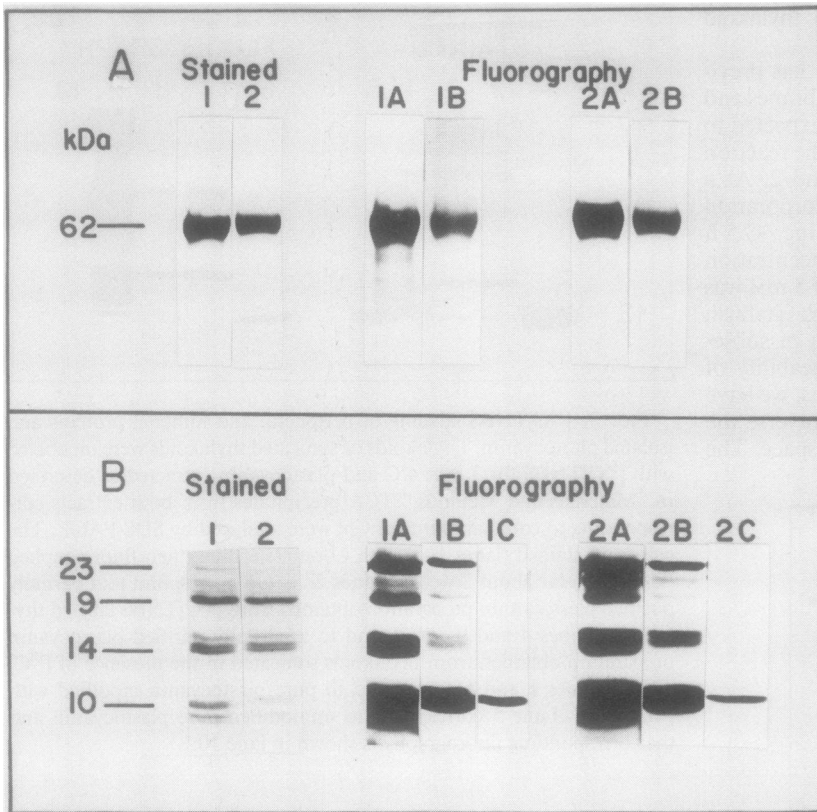 A
Stained
Fluorography
1 2
1A 1B
2A 2B
kDa
62
B
Stained
Fluorography
1 2
1A 1B 1C
2A 2B 2C
23
19
14
10